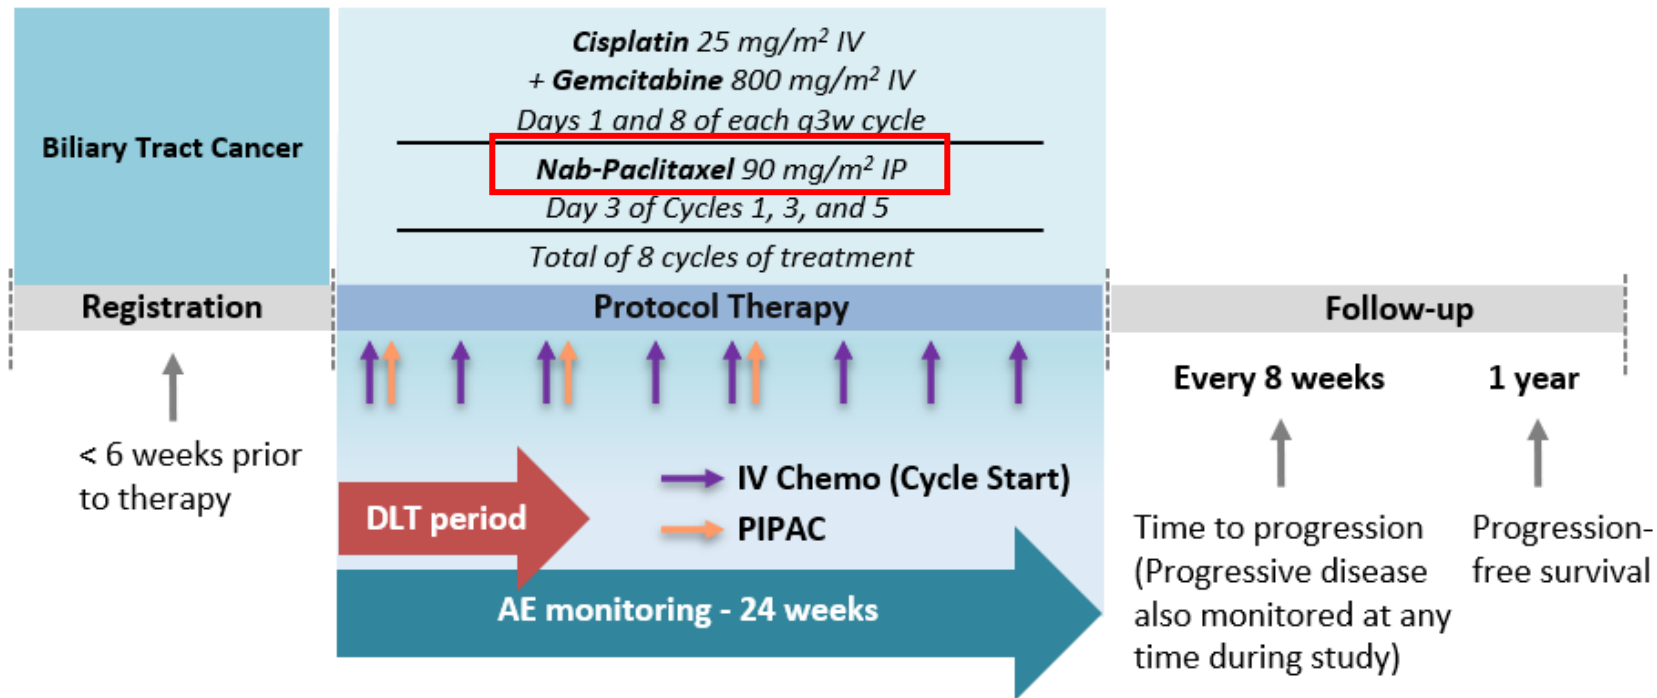 Biliary Tract Cancer
Cisplatin 25 mg/m² IV
+ Gemcitabine 800 mg/m² IV
Days 1 and 8 of each q3w cycle
Nab-Paclitaxel 90 mg/m² IP
Day 3 of Cycles 1, 3, and 5
Total of 8 cycles of treatment
Registration
Protocol Therapy
Follow-up
< 6 weeks prior
to therapy
DLT period
IV Chemo (Cycle Start)
PIPAC
AE monitoring - 24 weeks
Every 8 weeks
1 year
Time to progression
(Progressive disease
also monitored at any
time during study)
Progression-
free survival